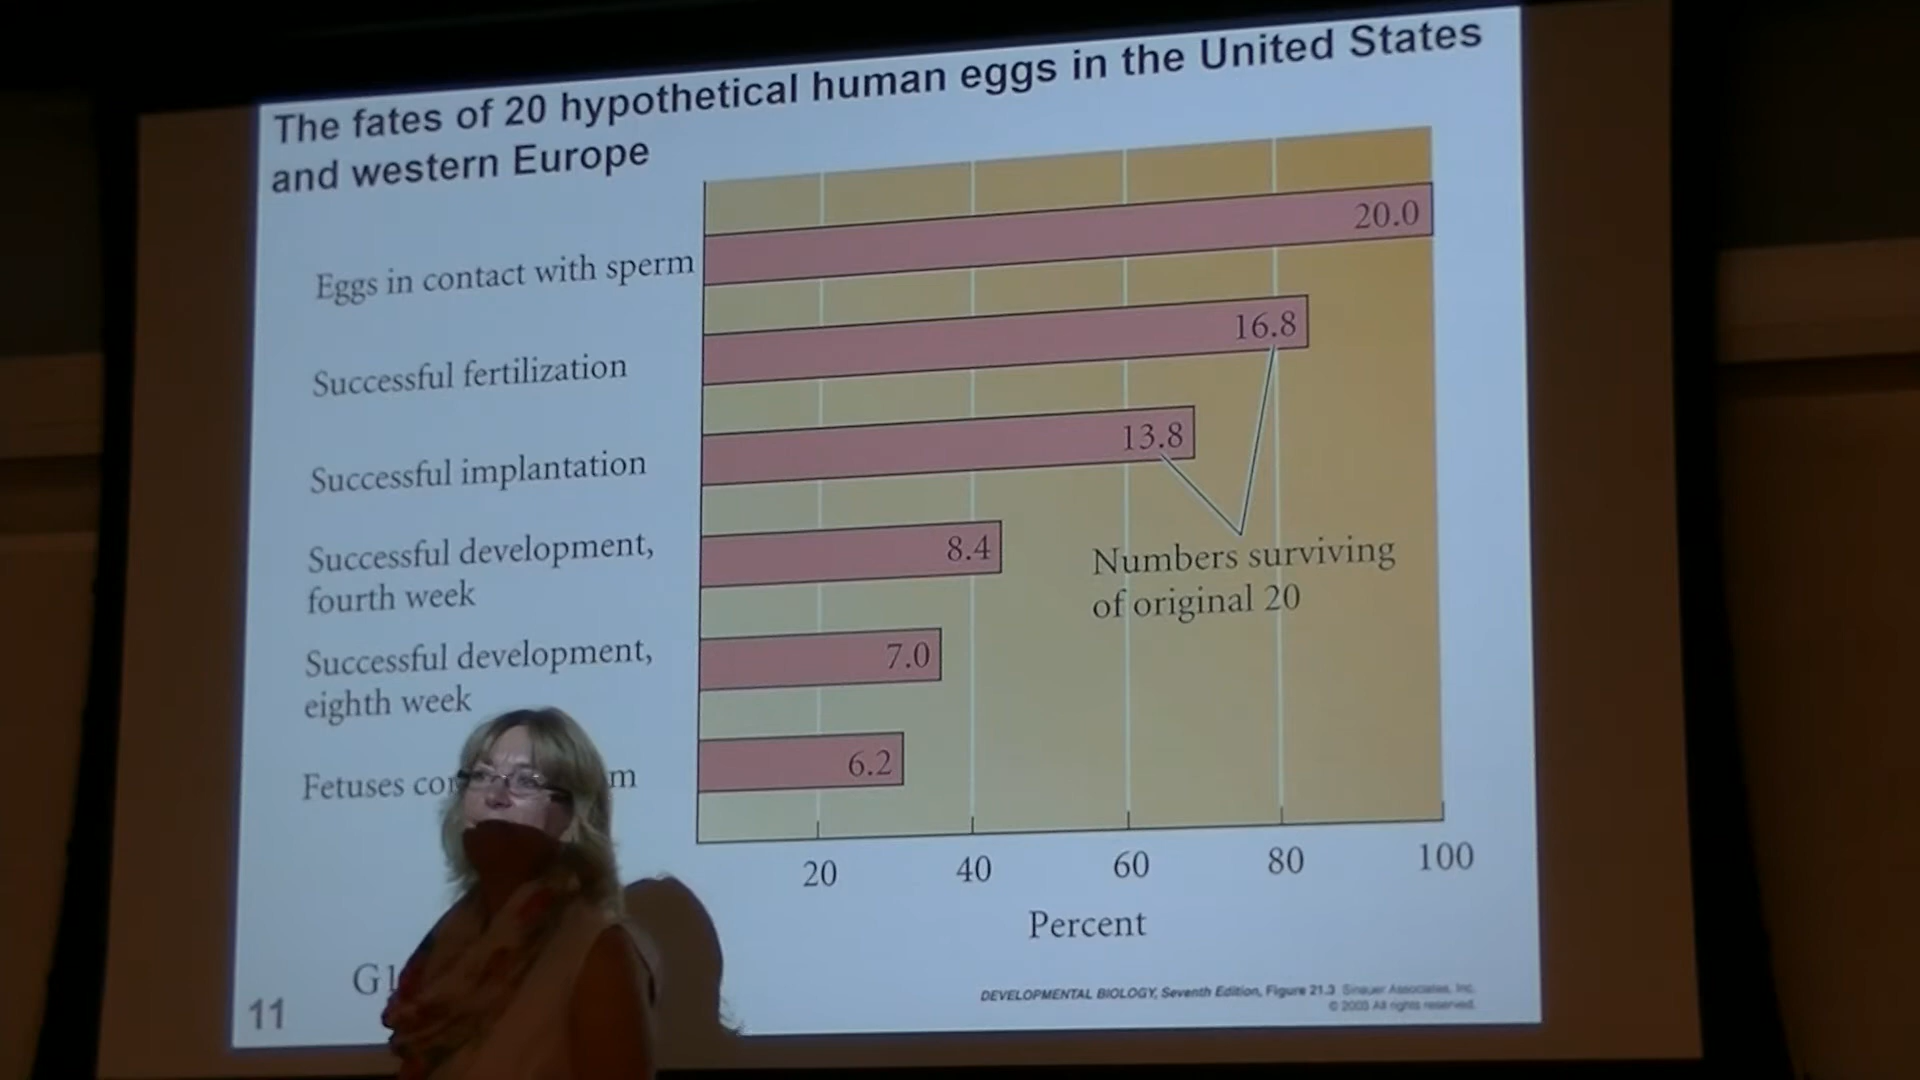 The fates of 20 hypothetical human eggs in the United States
and western Europe
Eggs in contact with sperm
20.0
Successful fertilization
16.8
Successful implantation
13.8
Successful development,
fourth week
8.4
Numbers surviving
of original 20
Successful development,
eighth week
7.0
Fetuses
6.2
20 40 60 80 100
Percent
11
DEVELOPMENTAL BIOLOGY, Seventh Edition, Figure 21.3 Sinauer Associates, Inc.
© 2003 All rights reserved.